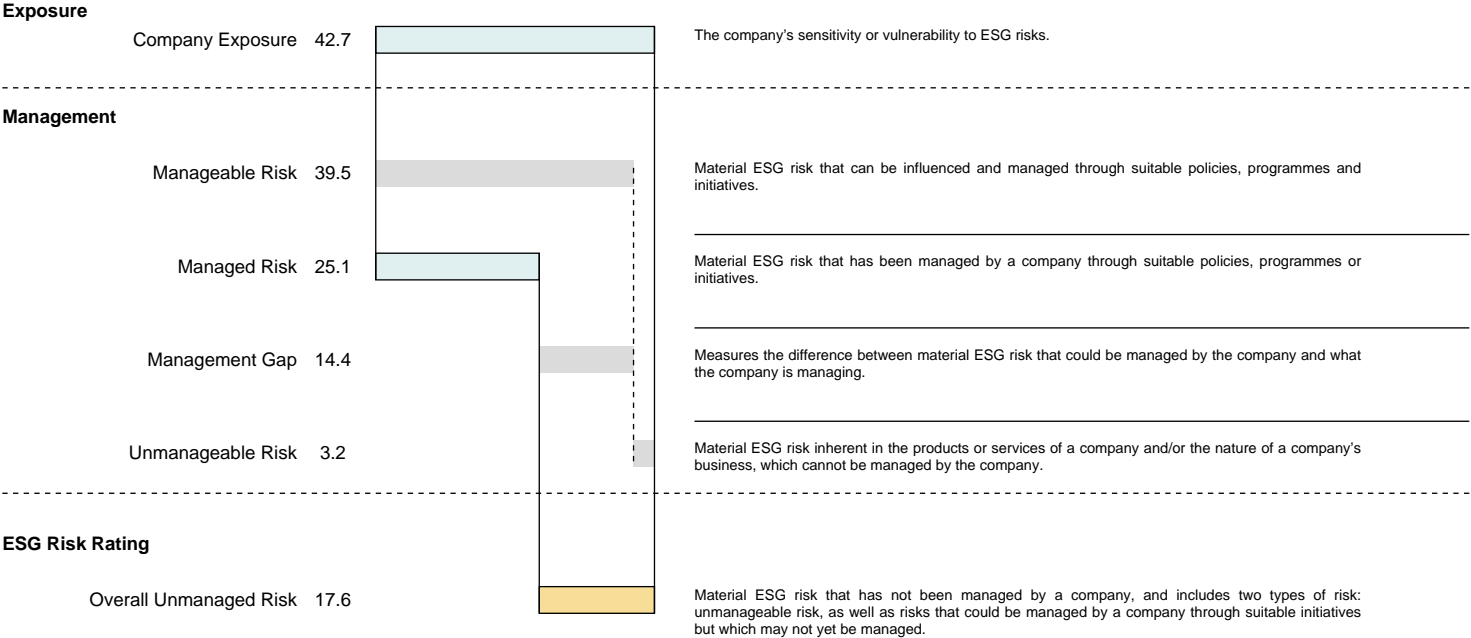 Exposure
Company Exposure 42.7
The company’s sensitivity or vulnerability to ESG risks.
Management
Manageable Risk 39.5
Material ESG risk that can be influenced and managed through suitable policies, programmes and
initiatives.
Managed Risk 25.1
Material ESG risk that has been managed by a company through suitable policies, programmes or
initiatives.
Management Gap 14.4
Measures the difference between material ESG risk that could be managed by the company and what
the company is managing.
Unmanageable Risk 3.2
Material ESG risk inherent in the products or services of a company and/or the nature of a company’s
business, which cannot be managed by the company.
ESG Risk Rating
Overall Unmanaged Risk 17.6
Material ESG risk that has not been managed by a company, and includes two types of risk:
unmanageable risk, as well as risks that could be managed by a company through suitable initiatives
but which may not yet be managed.